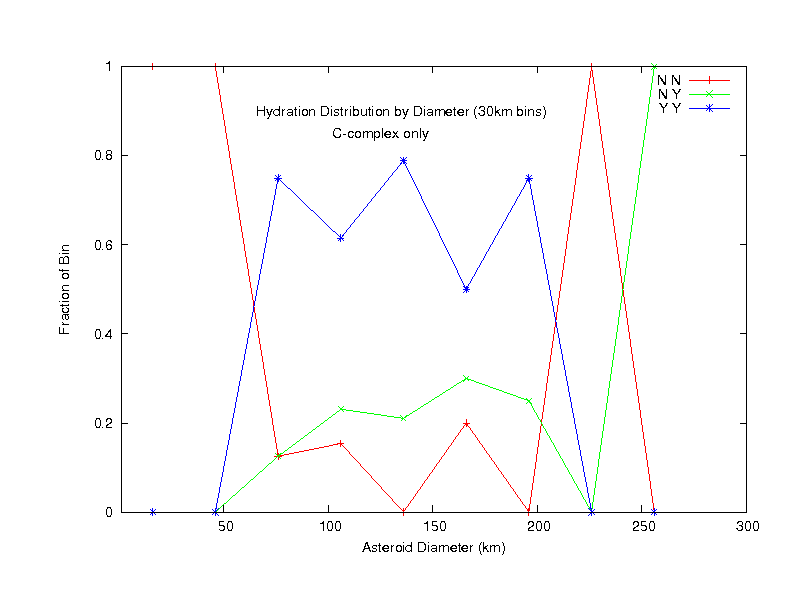 1
N N
N Y
Hydration Distribution by Diameter (30km bins)
Y Y
C-complex only
0.8
0.6
Fraction of Bin
0.4
0.2
0
50
100
150
200
250
300
Asteroid Diameter (km)